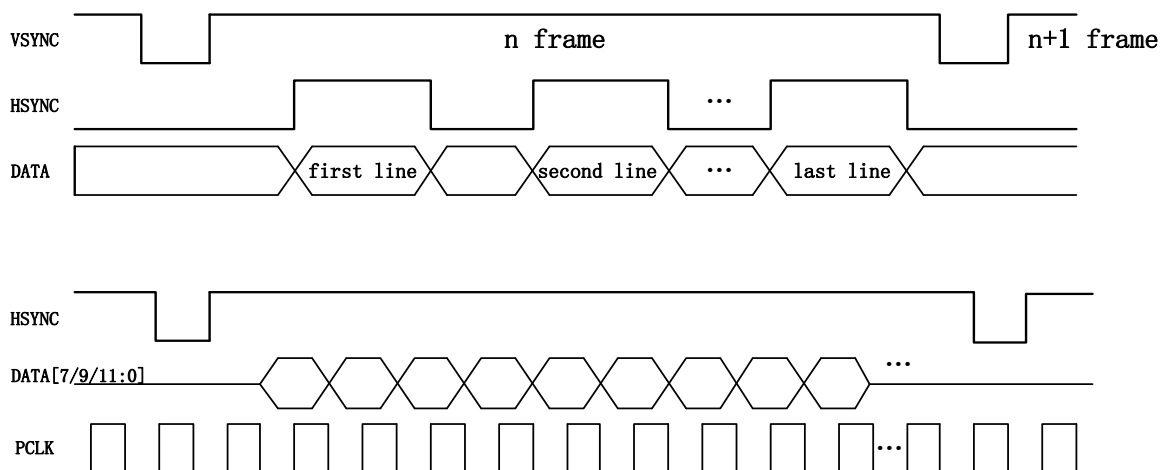 VSYNC n frame n+1 frame
HSYNC ...
DATA first line second line ... last line
HSYNC
DATA[7/9/11:0] ...
PCLK ...